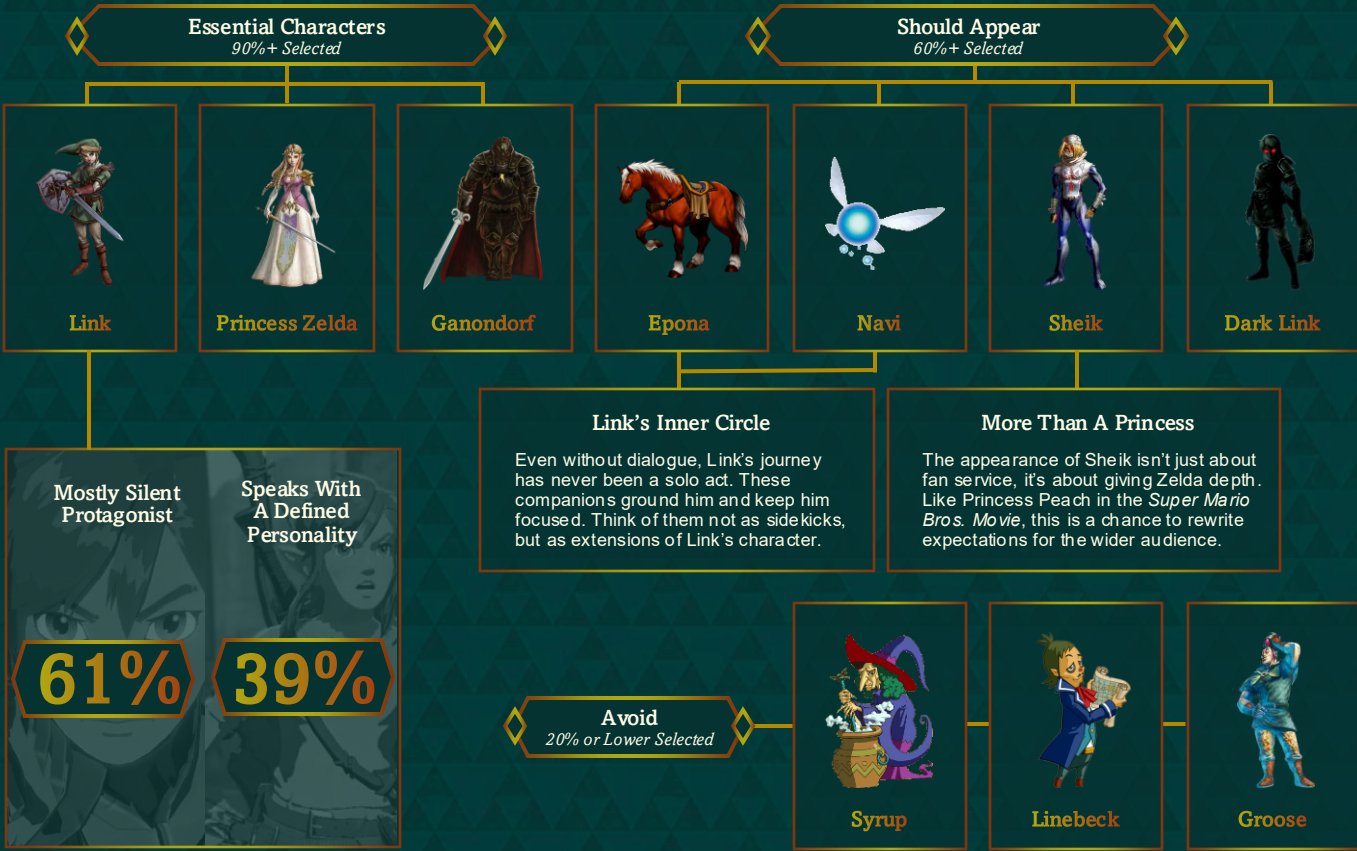 Essential Characters
90%+ Selected
Should Appear
60%+ Selected
Link
Princess Zelda
Ganondorf
Epona
Navi
Sheik
Dark Link
Mostly Silent
Protagonist
61%
Speaks With
A Defined
Personality
39%
Link's Inner Circle
Even without dialogue, Link's journey
has never been a solo act. These
companions ground him and keep him
focused. Think of them not as sidekicks,
but as extensions of Link's character.
More Than A Princess
The appearance of Sheik isn't just about
fan service, it's about giving Zelda depth.
Like Princess Peach in the Super Mario
Bros. Movie, this is a chance to rewrite
expectations for the wider audience.
Avoid
20% or Lower Selected
Syrup
Linebeck
Groose